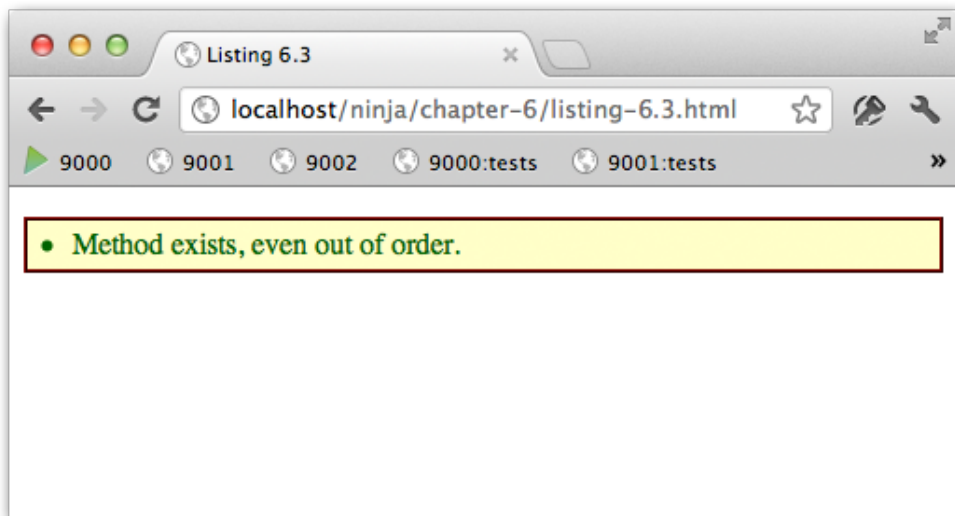 Listing 6.3
localhost/ninja/chapter-6/listing-6.3.html
9000 9001 9002 9000:tests 9001:tests »
• Method exists, even out of order.